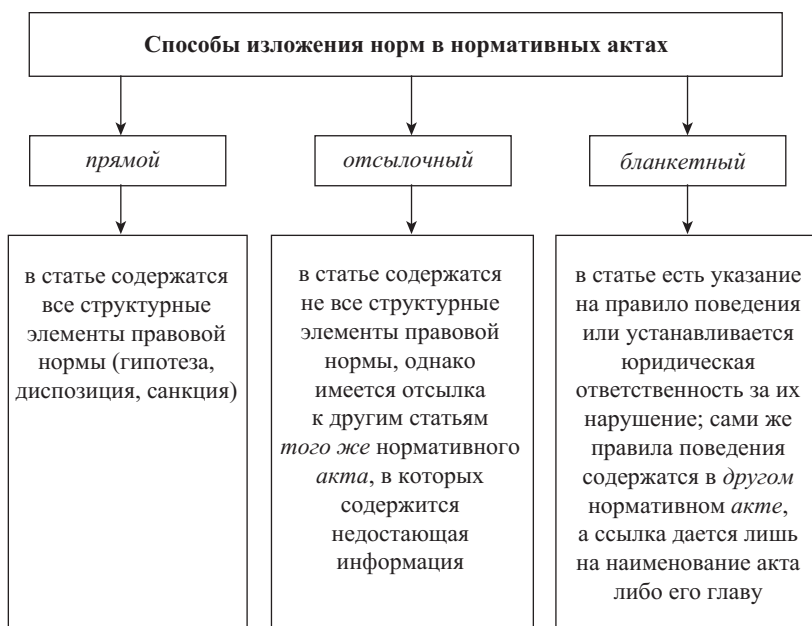 Способы изложения норм в нормативных актах
прямой
отсылочный
бланкетный
в статье содержатся
все структурные
элементы правовой
нормы (гипотеза,
диспозиция, санкция)
в статье содержатся
не все структурные
элементы правовой
нормы, однако
имеется отсылка
к другим статьям
того же нормативного
акта, в которых
содержится
недостающая
информация
в статье есть указание
на правило поведения
или устанавливается
юридическая
ответственность за их
нарушение; сами же
правила поведения
содержатся в другом
нормативном акте,
а ссылка дается лишь
на наименование акта
либо его главу